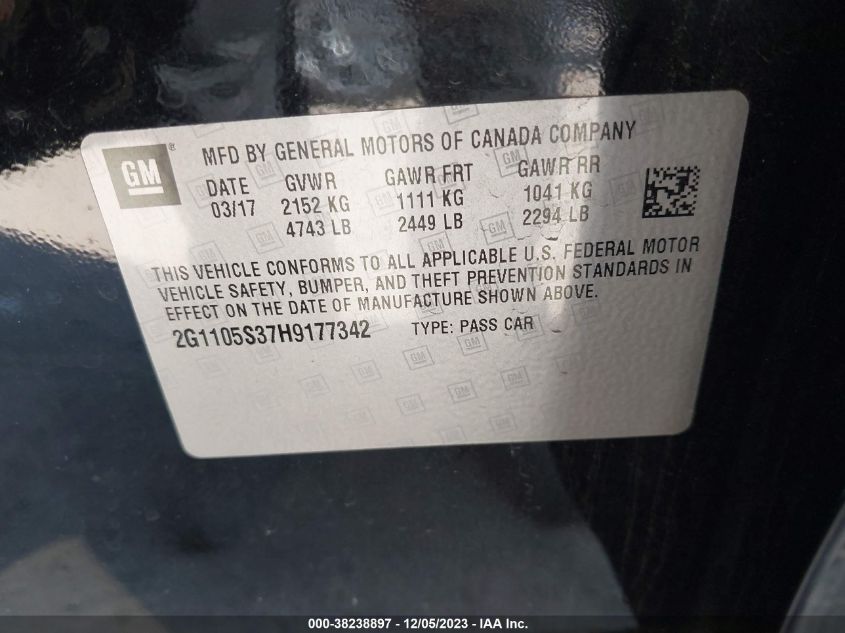 GM ®
MFD BY GENERAL MOTORS OF CANADA COMPANY
DATE GVWR GAWR FRT GAWR RR
03/17 2152 KG 1111 KG 1041 KG
4743 LB 2449 LB 2294 LB
THIS VEHICLE CONFORMS TO ALL APPLICABLE U.S. FEDERAL MOTOR
VEHICLE SAFETY, BUMPER, AND THEFT PREVENTION STANDARDS IN
EFFECT ON THE DATE OF MANUFACTURE SHOWN ABOVE.
2G1105S37H9177342 TYPE: PASS CAR
000-38238897 - 12/05/2023 - IAA Inc.